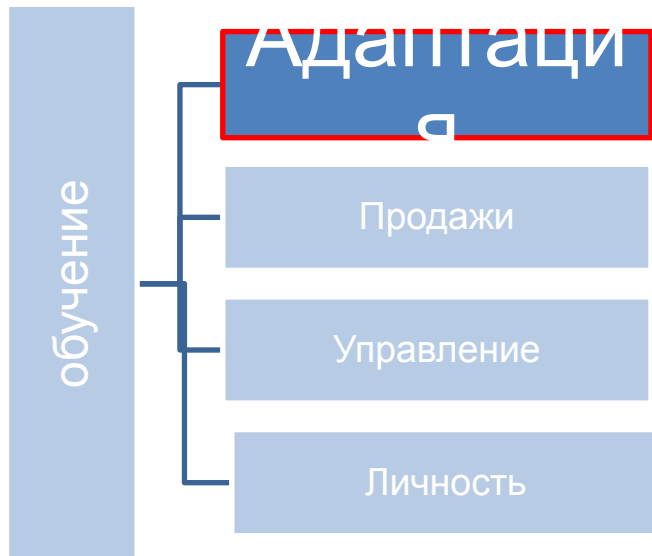 обучение
Адаптаци
я
Продажи
Управление
Личность